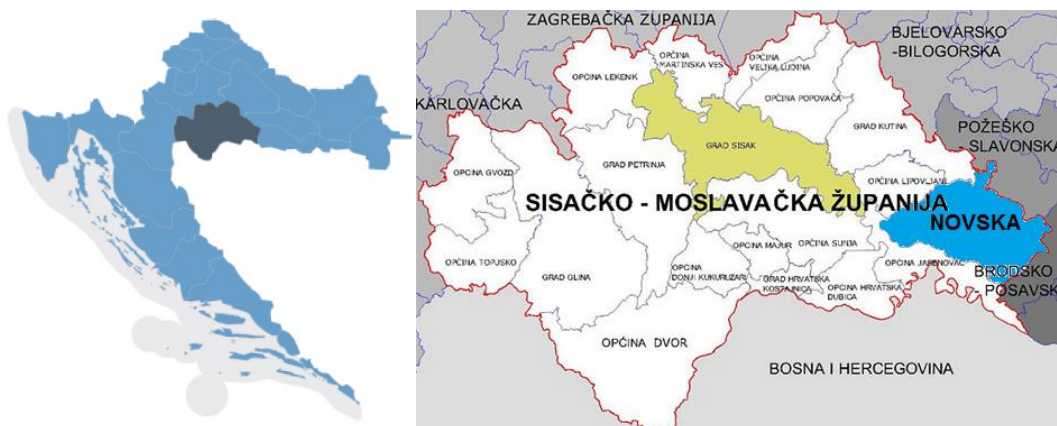 ZAGREBAČKA ŽUPANIJA
BJELOVARSKO
-BILOGORSKA
OPĆINA
MARTINSKA VES
OPĆINA
VELIKA LUDINA
OPĆINA LEKENIK
OPĆINA POPOVAČA
KARLOVAČKA
GRAD KUTINA
POŽEŠKO
- SLAVONSKA
GRAD SISAK
GRAD PETRINJA
OPĆINA GVOZD
OPĆINA LIPOVLJANI
SISAČKO - MOSLAVAČKA ŽUPANIJA
NOVSKA
OPĆINA MAJUR
OPĆINA SUNJA
OPĆINA TOPUSKO
GRAD GLINA
OPĆINA
DONJI KUKURUZARI
GRAD HRVATSKA
KOSTAJNICA
OPĆINA HRVATSKA
DUBICA
OPĆINA JASENOVAC
BRODSKO
- POSAVSK
OPĆINA DVOR
BOSNA I HERCEGOVINA